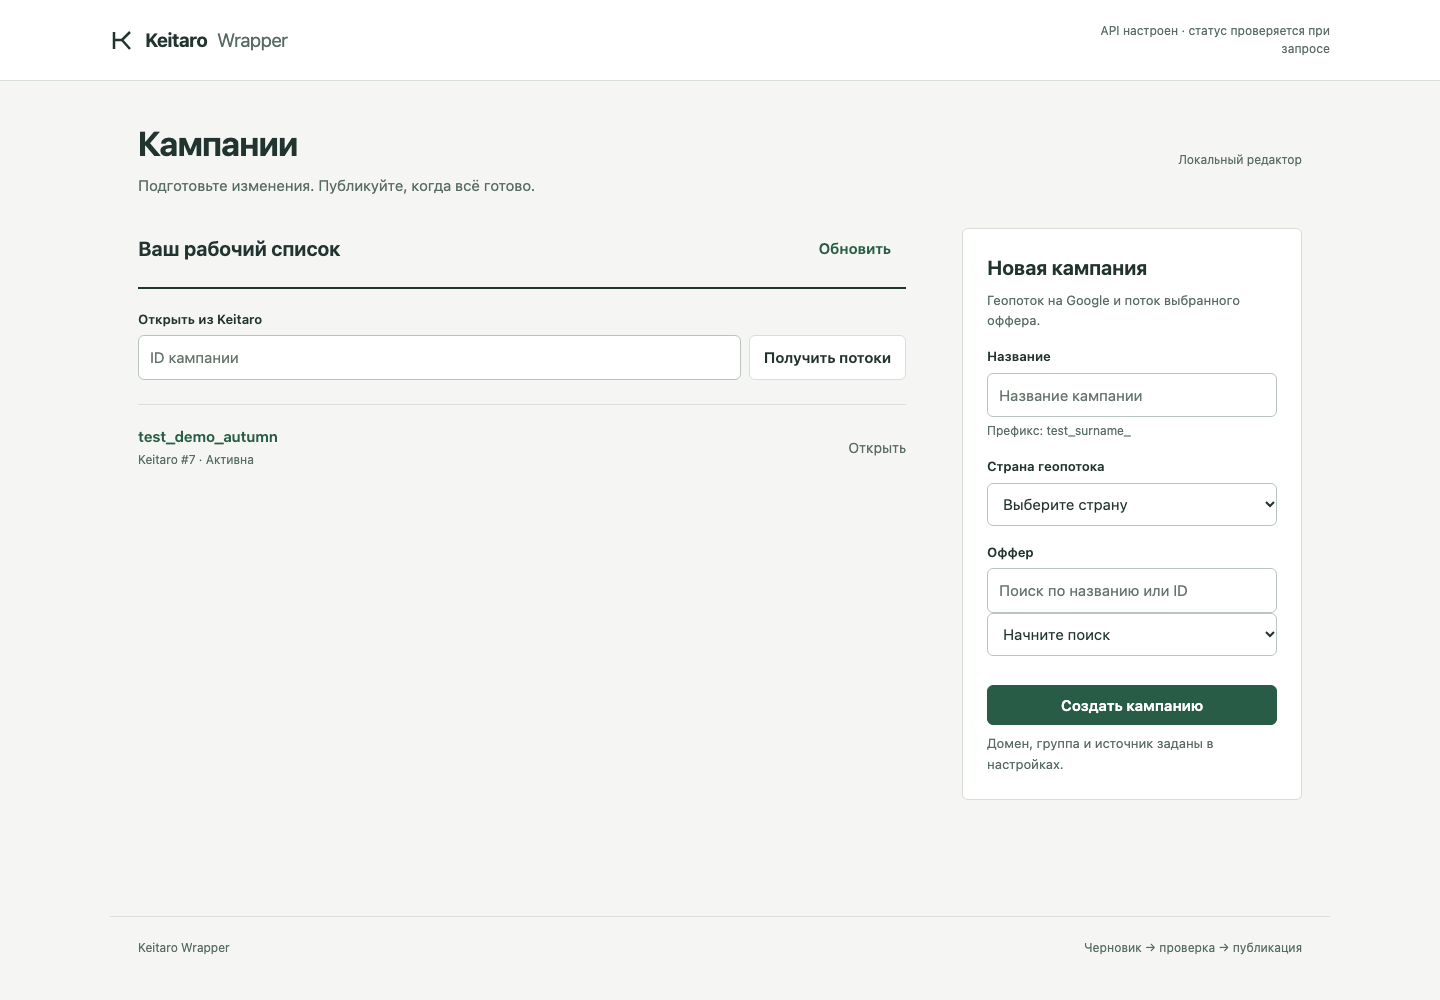 Keitaro Wrapper
API настроен · статус проверяется при
запросе
Кампании
Подготовьте изменения. Публикуйте, когда всё готово.
Локальный редактор
Ваш рабочий список
Обновить
Открыть из Keitaro
ID кампании
Получить потоки
test_demo_autumn
Keitaro #7 · Активна
Открыть
Новая кампания
Геопоток на Google и поток выбранного
оффера.
Название
Название кампании
Префикс: test_surname_
Страна геопотока
Выберите страну
Оффер
Поиск по названию или ID
Начните поиск
Создать кампанию
Домен, группа и источник заданы в
настройках.
Keitaro Wrapper
Черновик → проверка → публикация